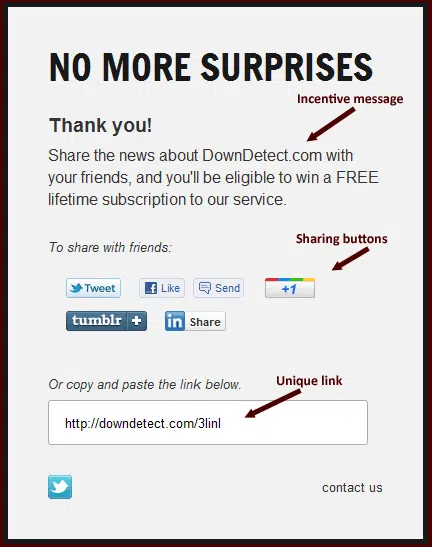 NO MORE SURPRISES
Incentive message
Thank you!
Share the news about DownDetect.com with
your friends, and you'll be eligible to win a FREE
lifetime subscription to our service.
Sharing buttons
To share with friends:
Tweet Like Send +1
tumblr + in Share
Unique link
Or copy and paste the link below.
http://downdetect.com/3linl
contact us